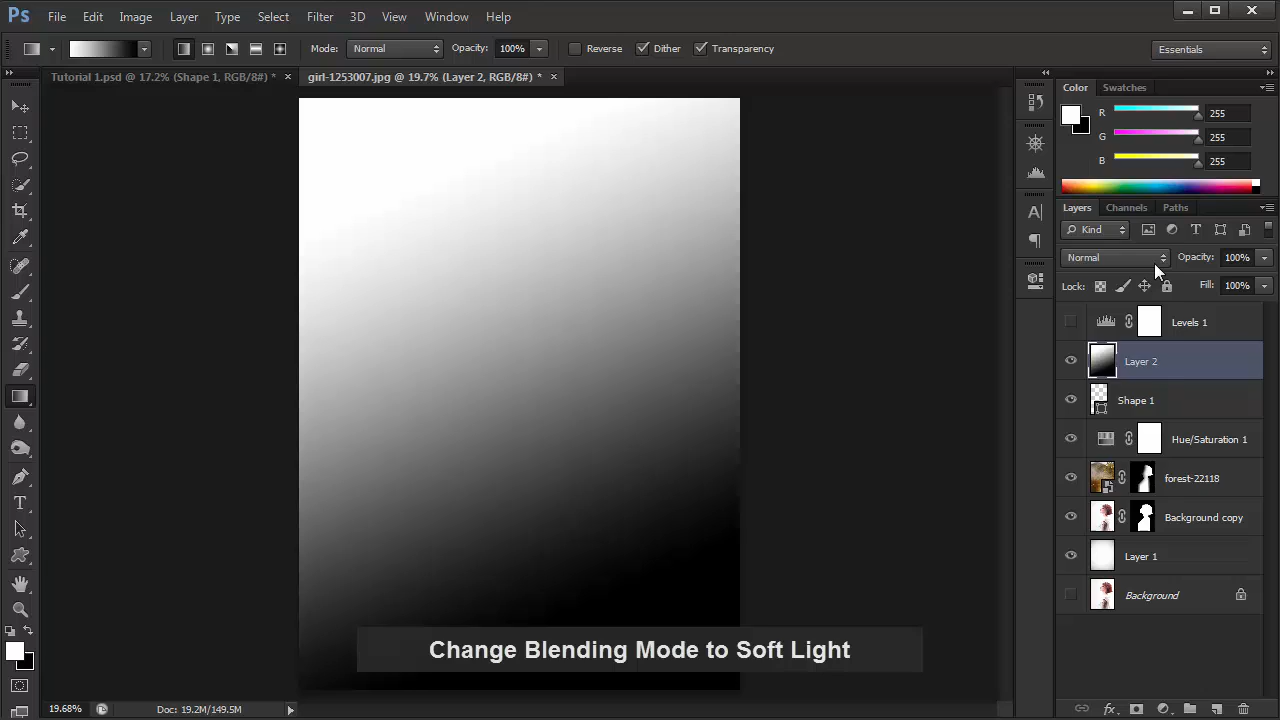 Ps File Edit Image Layer Type Select Filter 3D View Window Help
Mode: Normal Opacity: 100% Reverse Dither Transparency Essentials
Tutorial 1.psd @ 17.2% (Shape 1, RGB/8#) * × girl-1253007.jpg @ 19.7% (Layer 2, RGB/8#) * ×
Color Swatches
R 255
G 255
B 255
Layers Channels Paths
Kind
Normal Opacity: 100%
Lock: Fill: 100%
Levels 1
Layer 2
Shape 1
Hue/Saturation 1
forest-22118
Background copy
Layer 1
Background
Change Blending Mode to Soft Light
19.68% Doc: 19.2M/149.5M